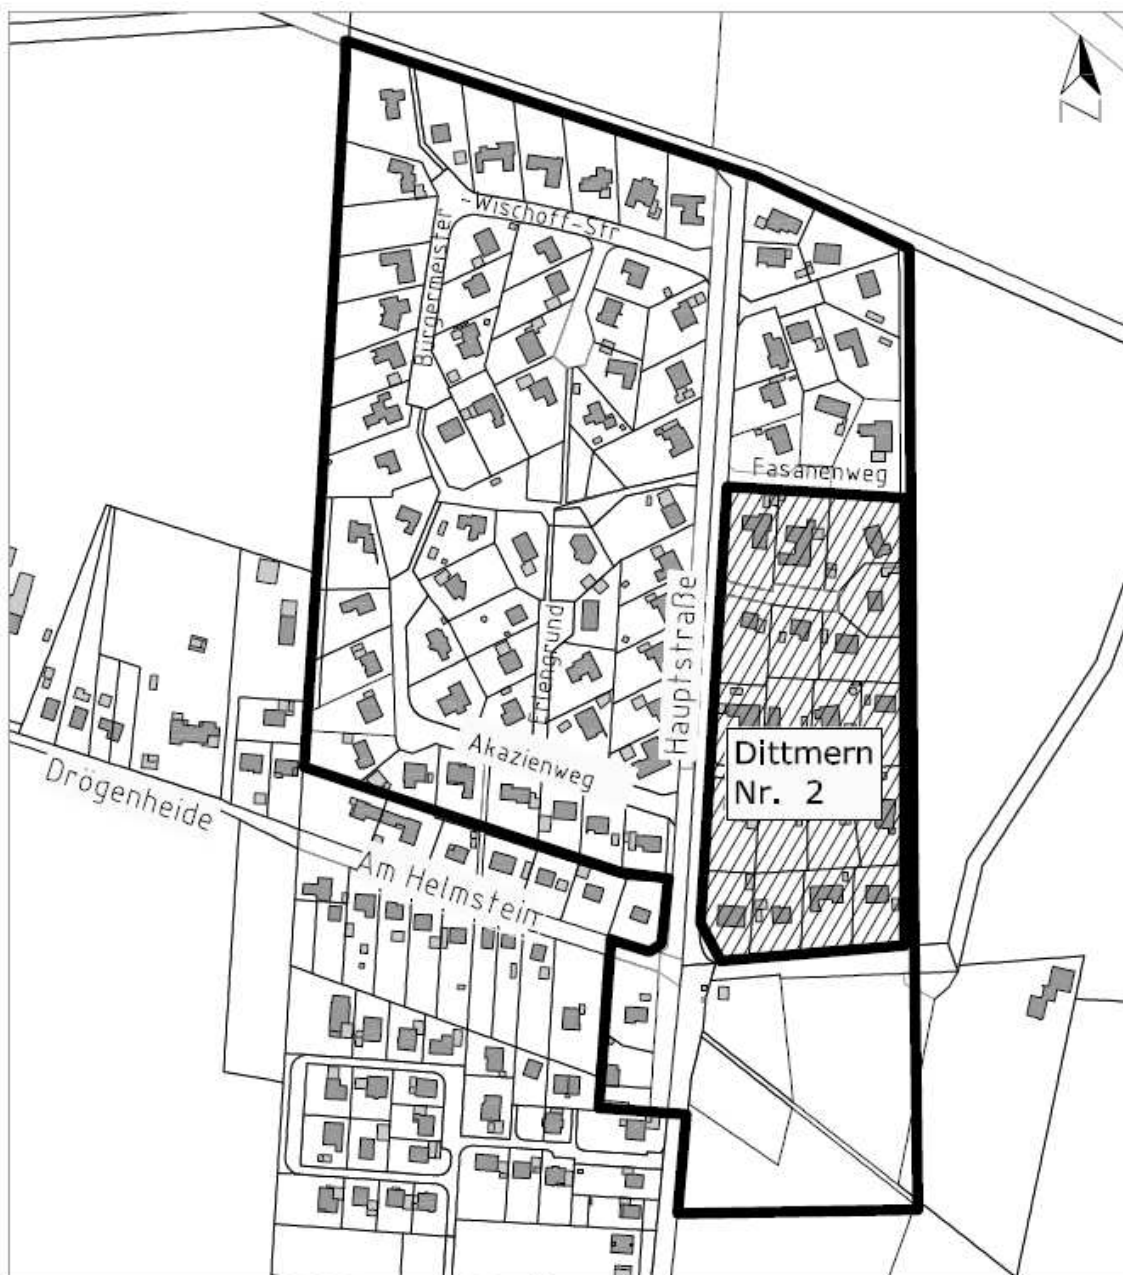 Bürgermeister
-Wischoff-Str
Fasanenweg
Hauptstraße
Erlengrund
Akazienweg
Dittmern
Nr. 2
Drögenheide
Am Helmstein
N